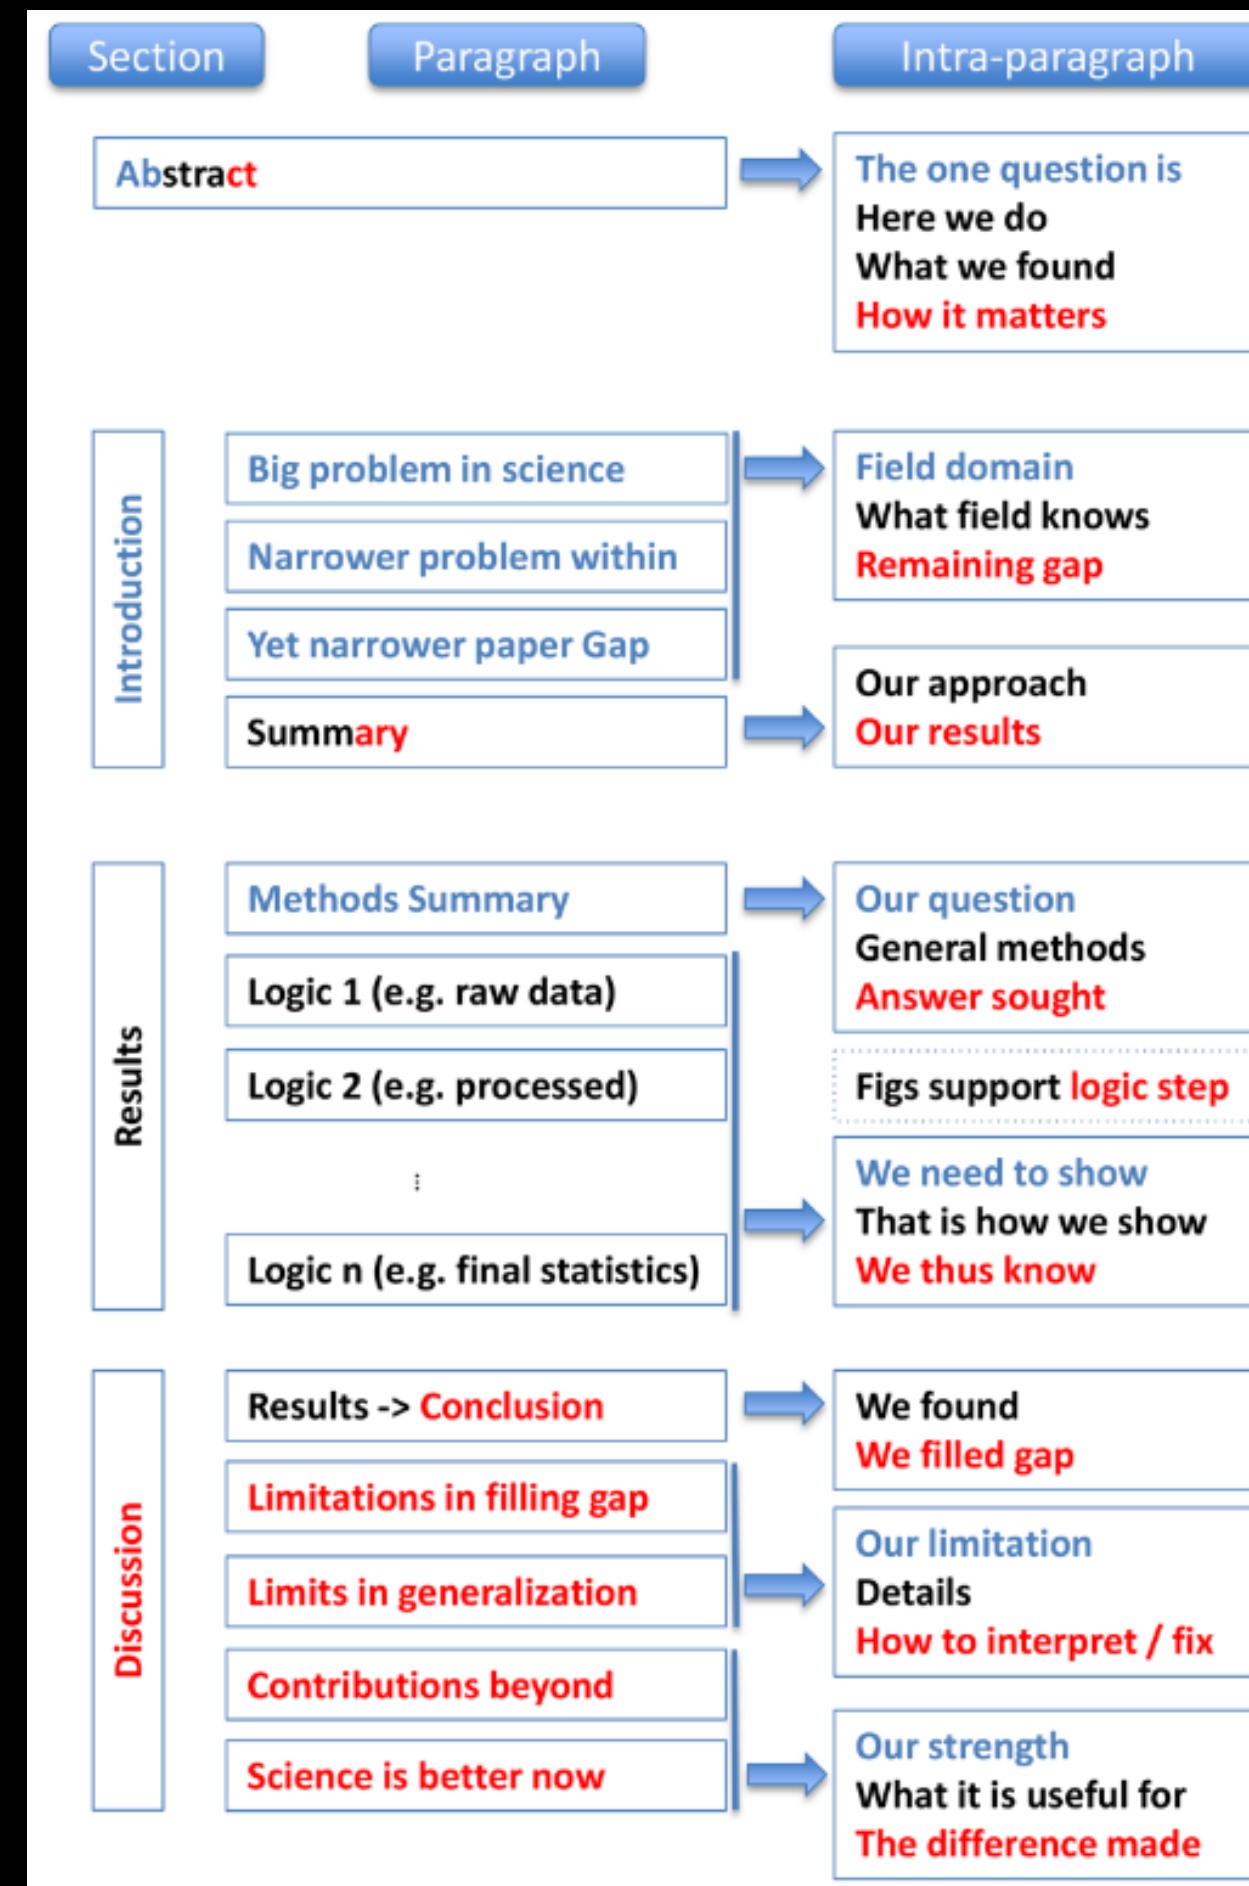 Section
Paragraph
Intra-paragraph
Abstract
The one question is
Here we do
What we found
How it matters
Introduction
Big problem in science
Narrower problem within
Yet narrower paper Gap
Summary
Field domain
What field knows
Remaining gap
Our approach
Our results
Results
Methods Summary
Logic 1 (e.g. raw data)
Logic 2 (e.g. processed)
⋮
Logic n (e.g. final statistics)
Our question
General methods
Answer sought
Figs support logic step
We need to show
That is how we show
We thus know
Discussion
Results -> Conclusion
Limitations in filling gap
Limits in generalization
Contributions beyond
Science is better now
We found
We filled gap
Our limitation
Details
How to interpret / fix
Our strength
What it is useful for
The difference made